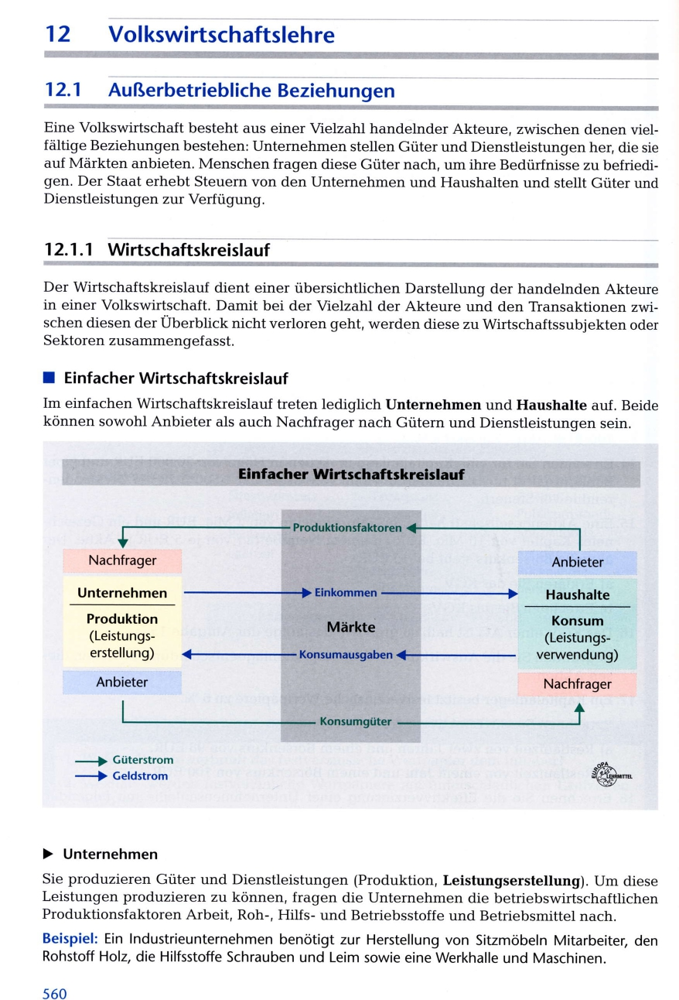 12 Volkswirtschaftslehre
12.1 Außerbetriebliche Beziehungen
Eine Volkswirtschaft besteht aus einer Vielzahl handelnder Akteure, zwischen denen viel-
fältige Beziehungen bestehen: Unternehmen stellen Güter und Dienstleistungen her, die sie
auf Märkten anbieten. Menschen fragen diese Güter nach, um ihre Bedürfnisse zu befriedi-
gen. Der Staat erhebt Steuern von den Unternehmen und Haushalten und stellt Güter und
Dienstleistungen zur Verfügung.
12.1.1 Wirtschaftskreislauf
Der Wirtschaftskreislauf dient einer übersichtlichen Darstellung der handelnden Akteure
in einer Volkswirtschaft. Damit bei der Vielzahl der Akteure und den Transaktionen zwi-
schen diesen der Überblick nicht verloren geht, werden diese zu Wirtschaftssubjekten oder
Sektoren zusammengefasst.
■ Einfacher Wirtschaftskreislauf
Im einfachen Wirtschaftskreislauf treten lediglich Unternehmen und Haushalte auf. Beide
können sowohl Anbieter als auch Nachfrager nach Gütern und Dienstleistungen sein.
Einfacher Wirtschaftskreislauf
Produktionsfaktoren
Nachfrager
Anbieter
Unternehmen
Einkommen
Haushalte
Produktion
(Leistungs-
erstellung)
Märkte
Konsum
(Leistungs-
verwendung)
Konsumausgaben
Anbieter
Nachfrager
Konsumgüter
Güterstrom
Geldstrom
EUROPA
LEHRMITTEL
► Unternehmen
Sie produzieren Güter und Dienstleistungen (Produktion, Leistungserstellung). Um diese
Leistungen produzieren zu können, fragen die Unternehmen die betriebswirtschaftlichen
Produktionsfaktoren Arbeit, Roh-, Hilfs- und Betriebsstoffe und Betriebsmittel nach.
Beispiel: Ein Industrieunternehmen benötigt zur Herstellung von Sitzmöbeln Mitarbeiter, den
Rohstoff Holz, die Hilfsstoffe Schrauben und Leim sowie eine Werkhalle und Maschinen.
560